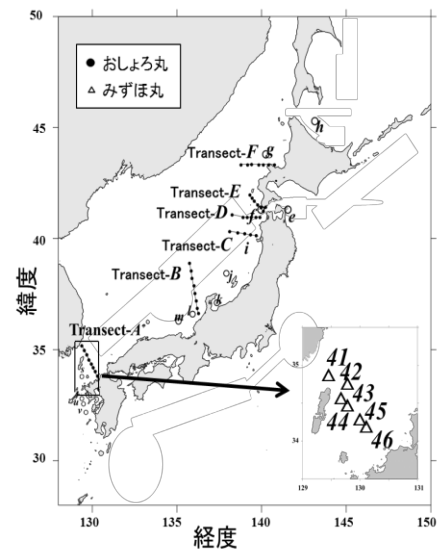 50
45
40
35
30
緯度
130
135
140
145
150
経度
● おしょろ丸
△ みずほ丸
h
Transect-F
g
Transect-E
Transect-D
f
e
Transect-C
i
Transect-B
j
k
l
m
Transect-A
u
v
35
34
129
130
131
41
42
43
44
45
46